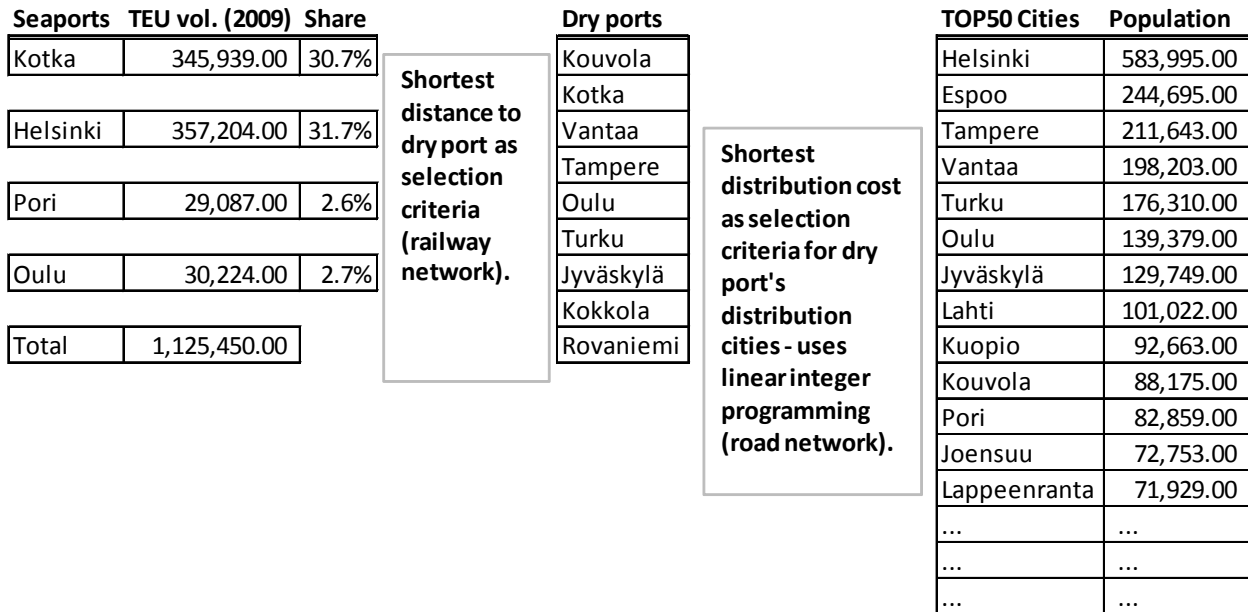 Seaports TEU vol. (2009) Share
Kotka 345,939.00 30.7%
Helsinki 357,204.00 31.7%
Pori 29,087.00 2.6%
Oulu 30,224.00 2.7%
Total 1,125,450.00
Shortest
distance to
dry port as
selection
criteria
(railway
network).
Dry ports
Kouvola
Kotka
Vantaa
Tampere
Oulu
Turku
Jyväskylä
Kokkola
Rovaniemi
Shortest
distribution cost
as selection
criteria for dry
port's
distribution
cities - uses
linear integer
programming
(road network).
TOP50 Cities Population
Helsinki 583,995.00
Espoo 244,695.00
Tampere 211,643.00
Vantaa 198,203.00
Turku 176,310.00
Oulu 139,379.00
Jyväskylä 129,749.00
Lahti 101,022.00
Kuopio 92,663.00
Kouvola 88,175.00
Pori 82,859.00
Joensuu 72,753.00
Lappeenranta 71,929.00
... ...
... ...
... ...